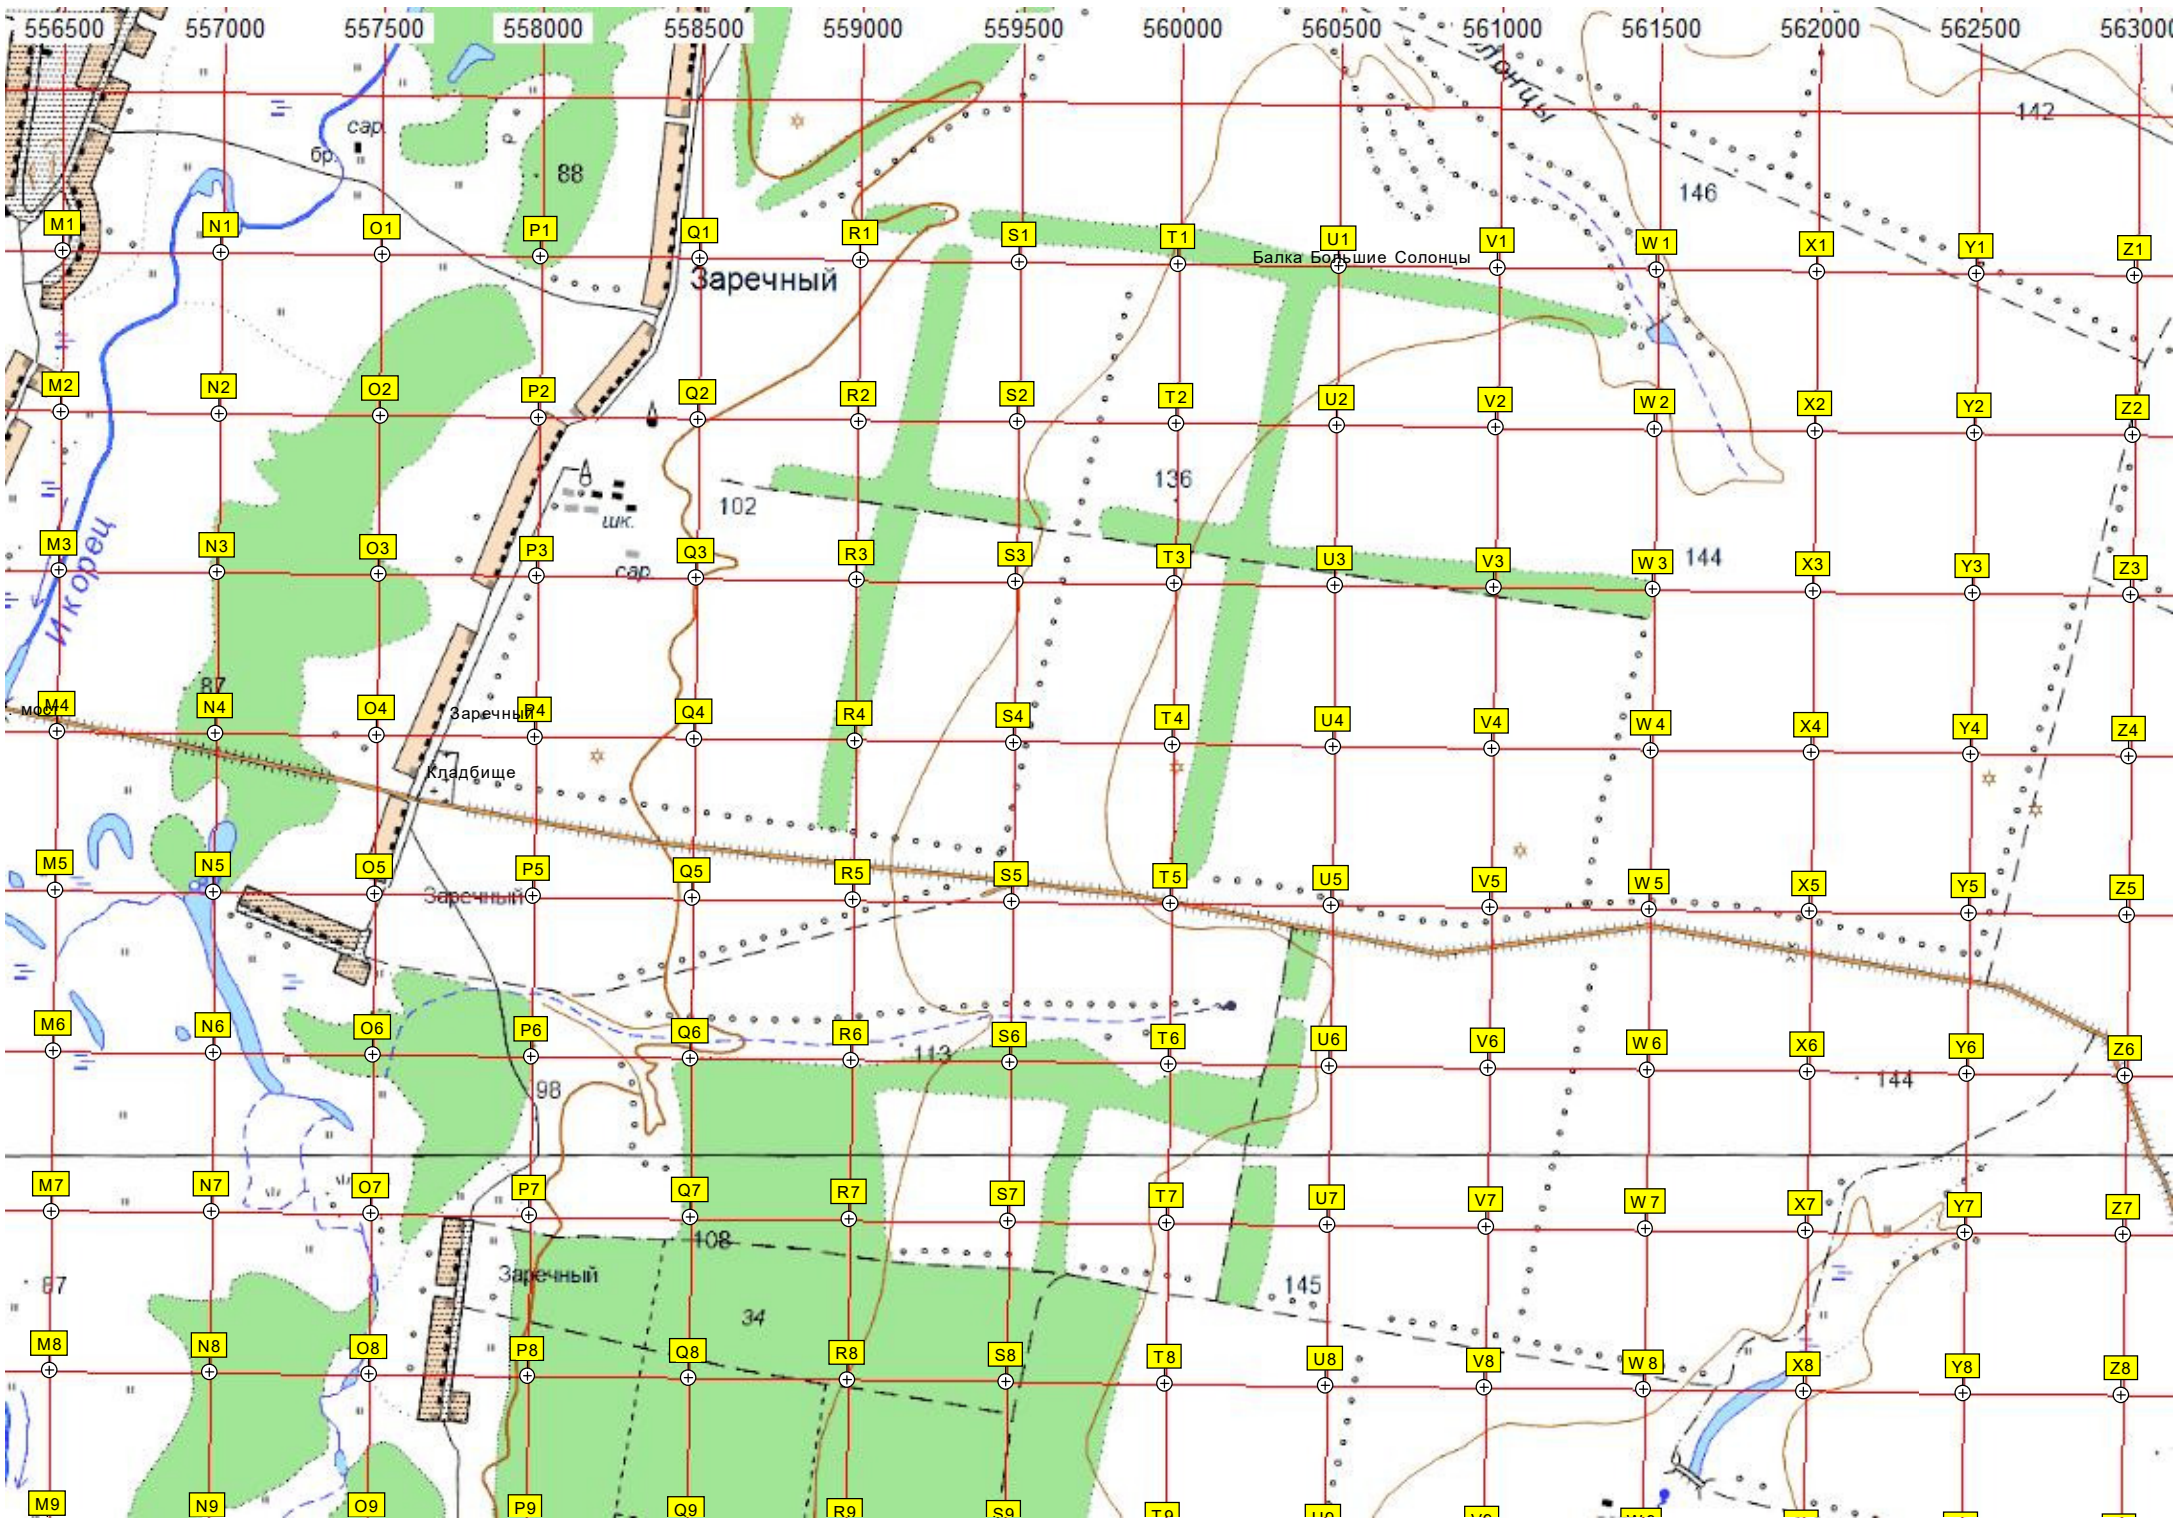 556500 557000 557500 558000 558500 559000 559500 560000 560500 561000 561500 562000 562500 563000
лонцы
142
сар.
бр.
88
146
M1 N1 O1 P1 Q1 R1 S1 T1 U1 V1 W1 X1 Y1 Z1
Балка Большие Солонцы
Заречный
M2 N2 O2 P2 Q2 R2 S2 T2 U2 V2 W2 X2 Y2 Z2
136
102
шк.
Икорец
M3 N3 O3 P3 Q3 R3 S3 T3 U3 V3 W3 X3 Y3 Z3
144
сар.
87
M4 N4 O4 P4 Q4 R4 S4 T4 U4 V4 W4 X4 Y4 Z4
мост
Заречный
Кладбище
M5 N5 O5 P5 Q5 R5 S5 T5 U5 V5 W5 X5 Y5 Z5
Заречный
M6 N6 O6 P6 Q6 R6 S6 T6 U6 V6 W6 X6 Y6 Z6
113
98
144
M7 N7 O7 P7 Q7 R7 S7 T7 U7 V7 W7 X7 Y7 Z7
108
Заречный
87
145
34
M8 N8 O8 P8 Q8 R8 S8 T8 U8 V8 W8 X8 Y8 Z8
M9 N9 O9 P9 Q9 R9 S9 T9 U9 V9 W9